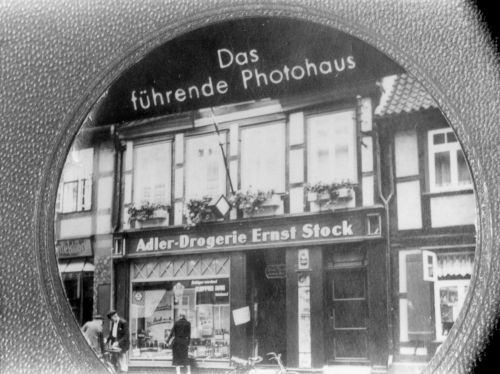 Das
führende Photohaus
Adler-Drogerie Ernst Stock